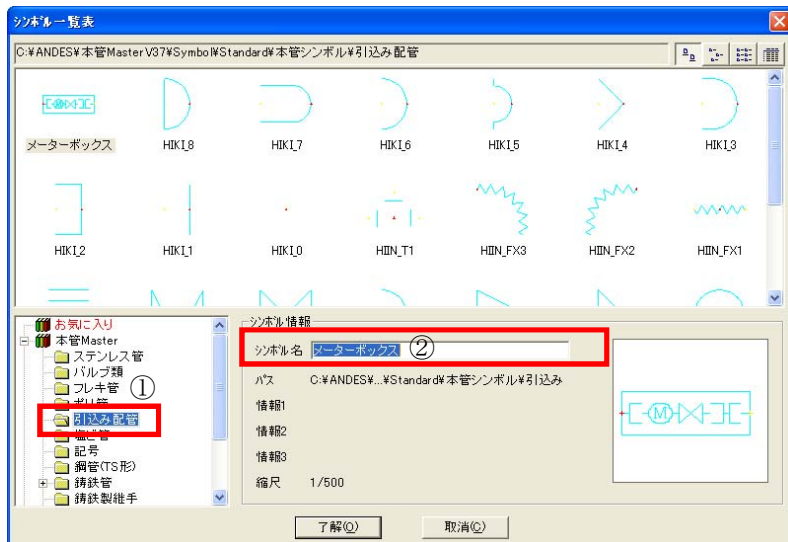 シンボル一覧表
C:¥ANDES¥本管MasterV37¥Symbol¥Standard¥本管シンボル¥引込み配管
メーターボックス HIKI_8 HIKI_7 HIKI_6 HIKI_5 HIKI_4 HIKI_3
HIKI_2 HIKI_1 HIKI_0 HIIN_T1 HIIN_FX3 HIIN_FX2 HIIN_FX1
お気に入り
本管Master
ステンレス管
バルブ類
フレキ管 ①
ポリ管
引込み配管
塩ビ管
記号
鋼管(TS形)
鋳鉄管
鋳鉄製継手
シンボル情報
シンボル名 メーターボックス ②
パス C:¥ANDES¥...¥Standard¥本管シンボル¥引込み
情報1
情報2
情報3
縮尺 1/500
M
了解(O) 取消(C)